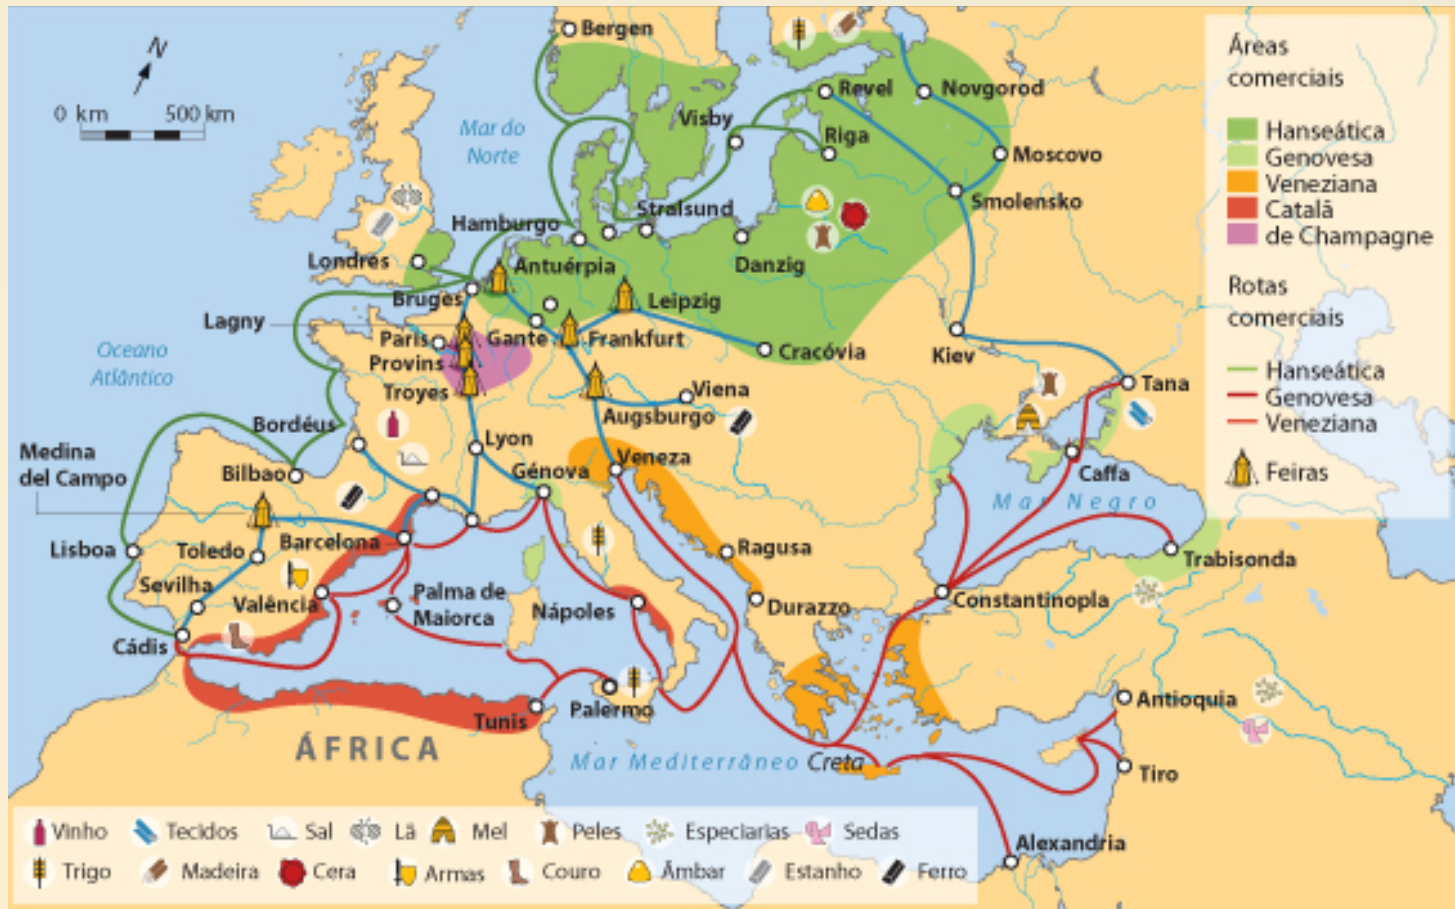 Bergen
N
0 km 500 km
Mar do
Norte
Visby
Revel
Novgorod
Riga
Moscovo
Smolensko
Hamburgo
Stralsund
Danzig
Londres
Antuérpia
Bruges
Leipzig
Lagny
Paris
Gante
Frankfurt
Provins
Cracóvia
Kiev
Troyes
Oceano
Atlântico
Viena
Augsburgo
Tana
Bordéus
Lyon
Medina
del Campo
Bilbao
Génova
Veneza
Caffa
Mar Negro
Lisboa
Toledo
Barcelona
Ragusa
Trabisonda
Sevilha
Valência
Palma de
Maiorca
Nápoles
Durazzo
Constantinopla
Cádis
Tunis
Palermo
Antioquia
ÁFRICA
Mar Mediterrâneo
Creta
Tiro
Alexandria
Áreas
comerciais
Hanseática
Genovesa
Veneziana
Catalã
de Champagne
Rotas
comerciais
Hanseática
Genovesa
Veneziana
Feiras
Vinho Tecidos Sal Lã Mel Peles Especiarias Sedas
Trigo Madeira Cera Armas Couro Âmbar Estanho Ferro